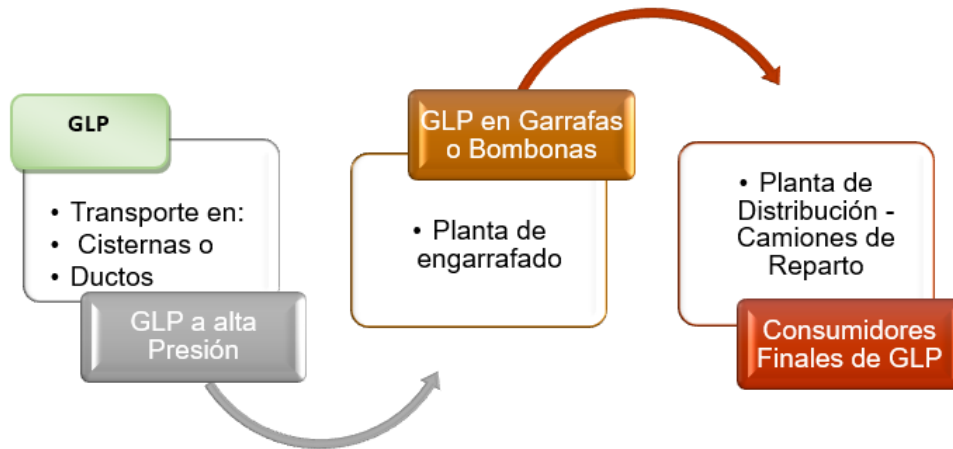 GLP
• Transporte en:
• Cisternas o
• Ductos
GLP a alta
Presión
GLP en Garrafas
o Bombonas
• Planta de
engarrafado
• Planta de
Distribución -
Camiones de
Reparto
Consumidores
Finales de GLP